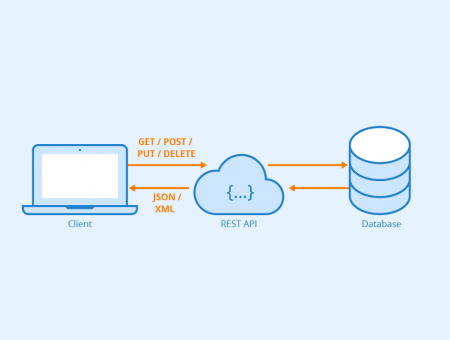 GET / POST /
PUT / DELETE
JSON /
XML
{...}
Client
REST API
Database